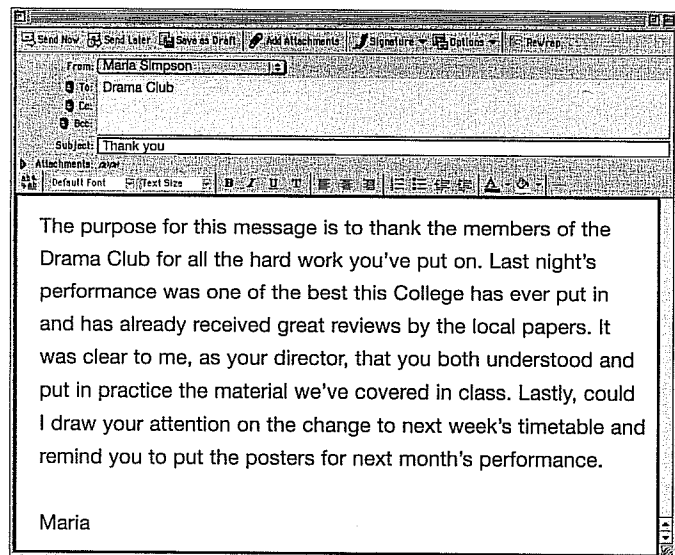 Send Now Send Later Save as Draft Add Attachments Signature Options Rewrap
From: Maria Simpson
To: Drama Club
Cc:
Bcc:
Subject: Thank you
Attachments:
Default Font Text Size B I U T
The purpose for this message is to thank the members of the
Drama Club for all the hard work you've put on. Last night's
performance was one of the best this College has ever put in
and has already received great reviews by the local papers. It
was clear to me, as your director, that you both understood and
put in practice the material we've covered in class. Lastly, could
I draw your attention on the change to next week's timetable and
remind you to put the posters for next month's performance.
Maria